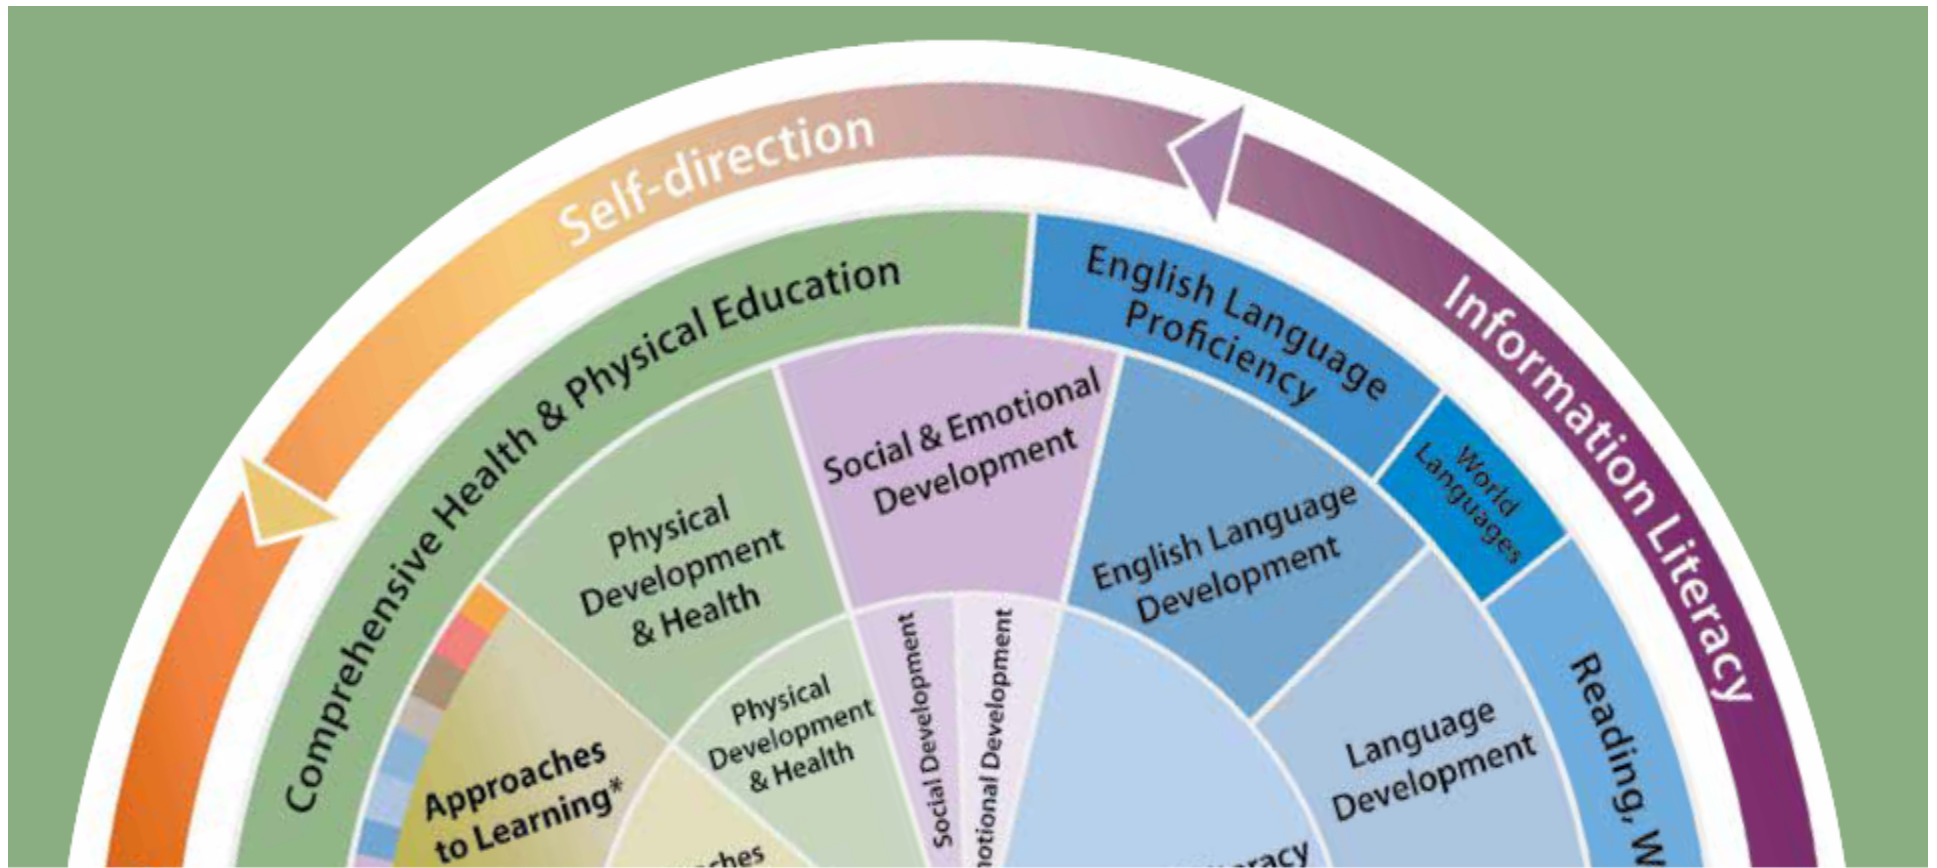 Self-direction
Information Literacy
Comprehensive Health & Physical Education
English Language
Proficiency
World
Languages
Reading,
Physical
Development
& Health
Social & Emotional
Development
English Language
Development
Language
Development
Approaches
to Learning*
Physical
Development
& Health
Social Development
Development